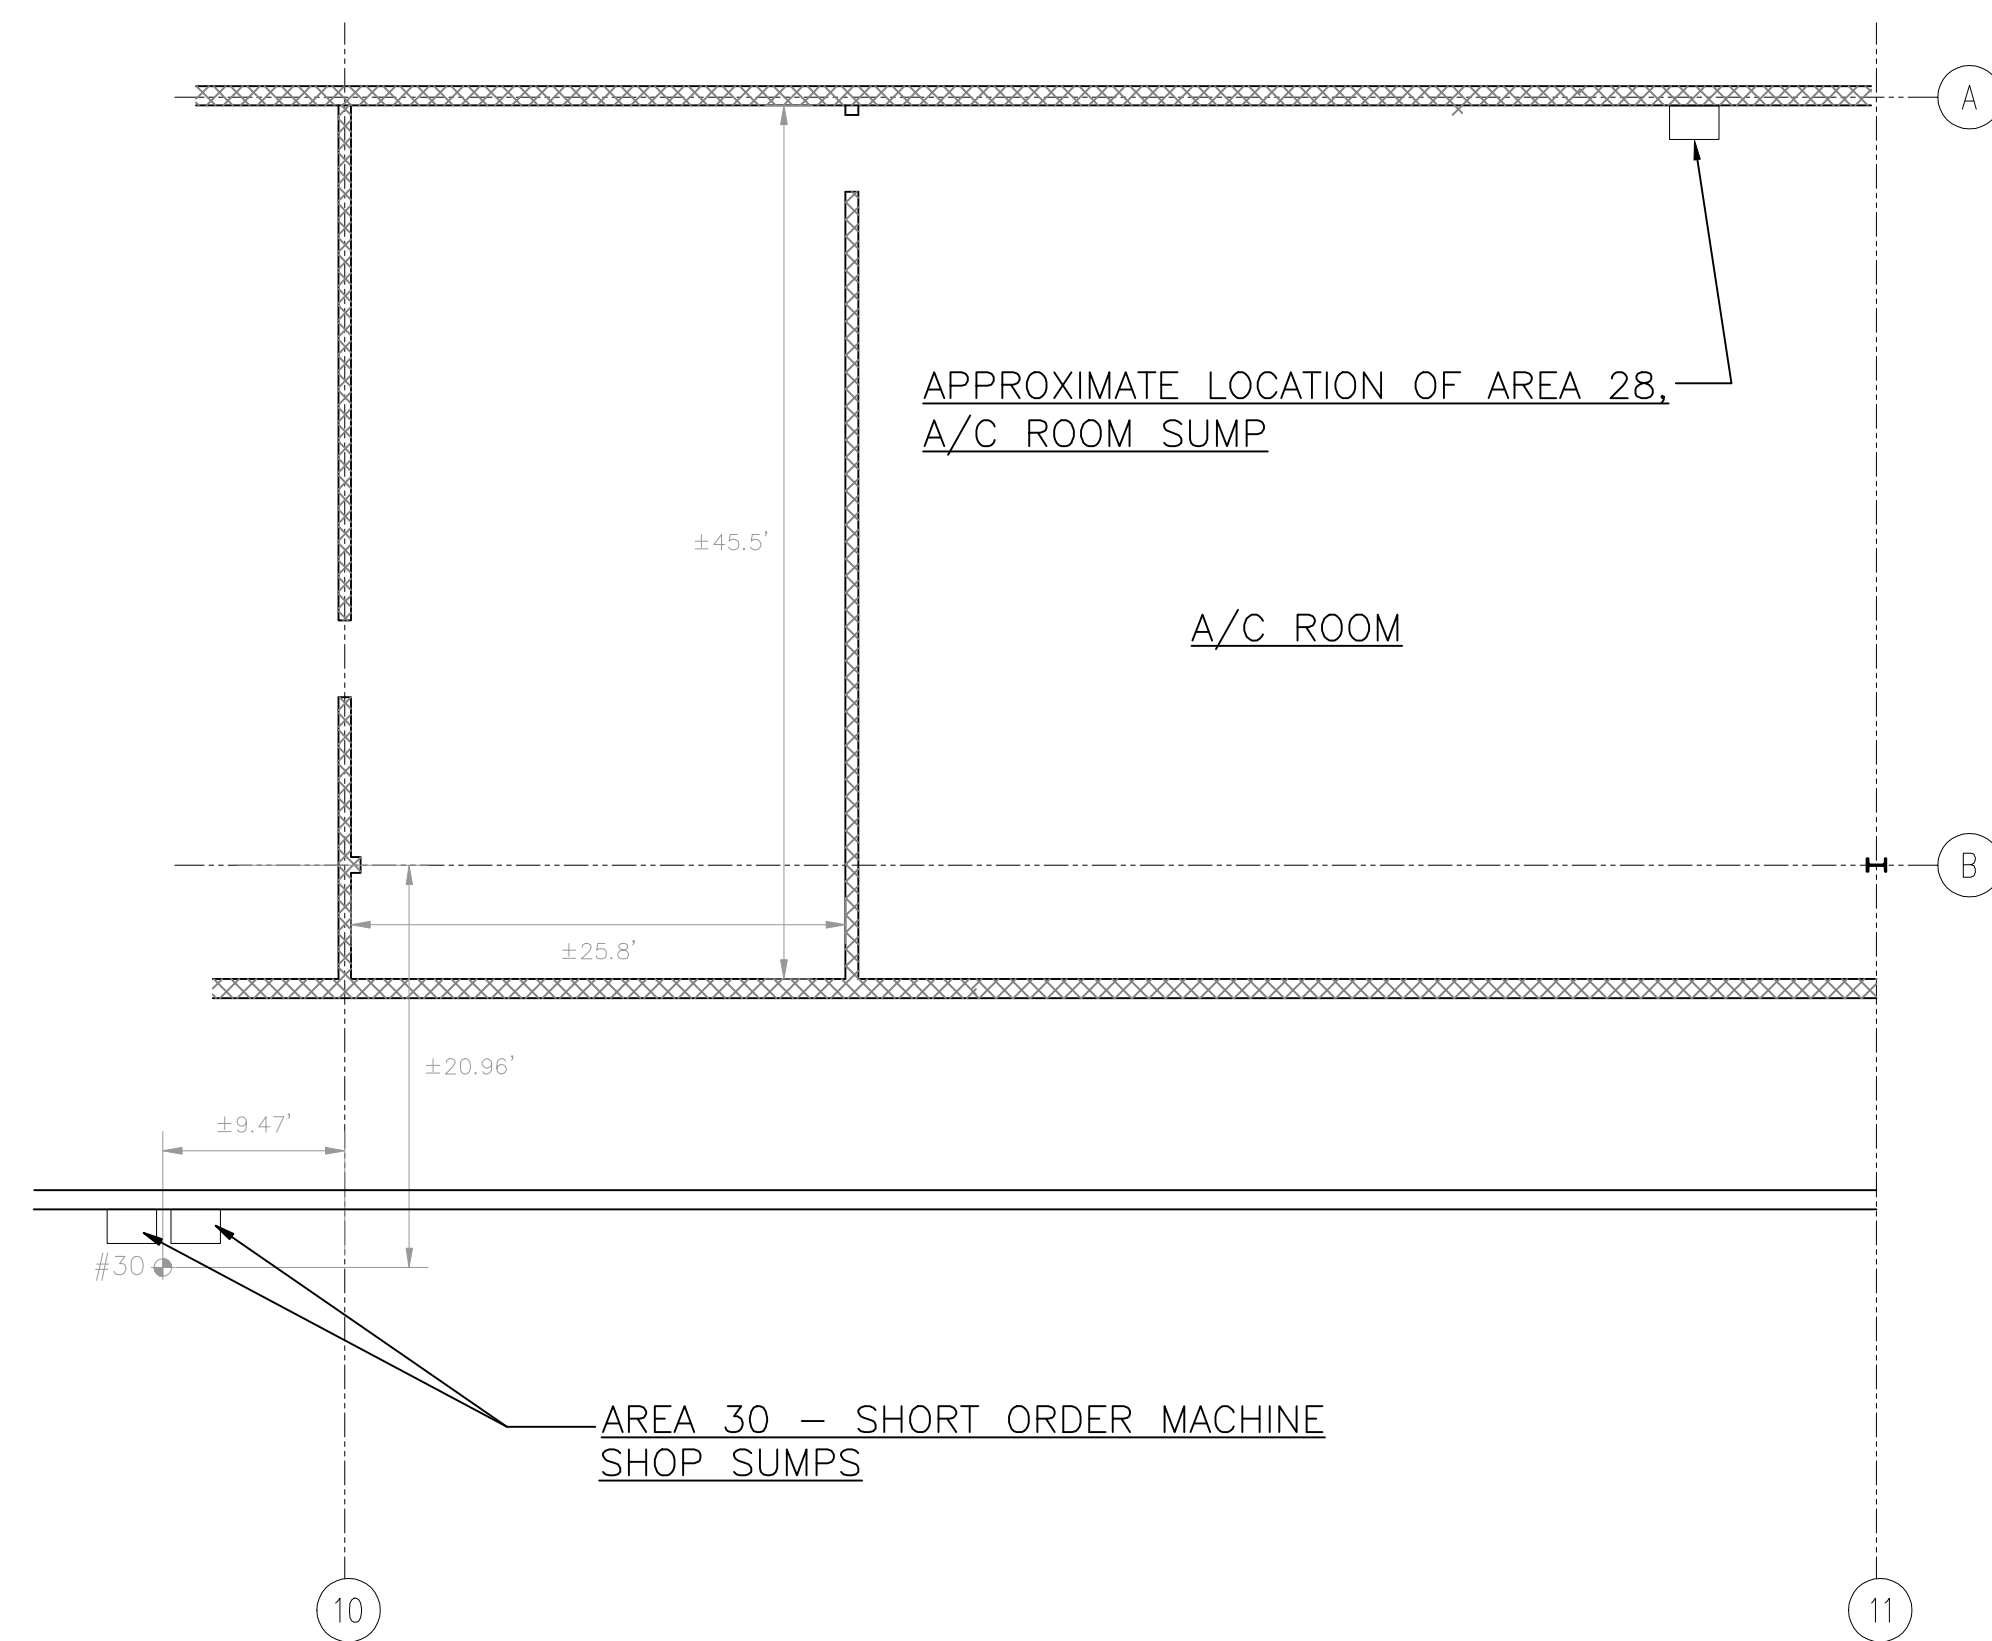 A
APPROXIMATE LOCATION OF AREA 28,
A/C ROOM SUMP
±45.5'
A/C ROOM
B
±25.8'
±20.96'
±9.47'
#30
AREA 30 – SHORT ORDER MACHINE
SHOP SUMPS
10
11